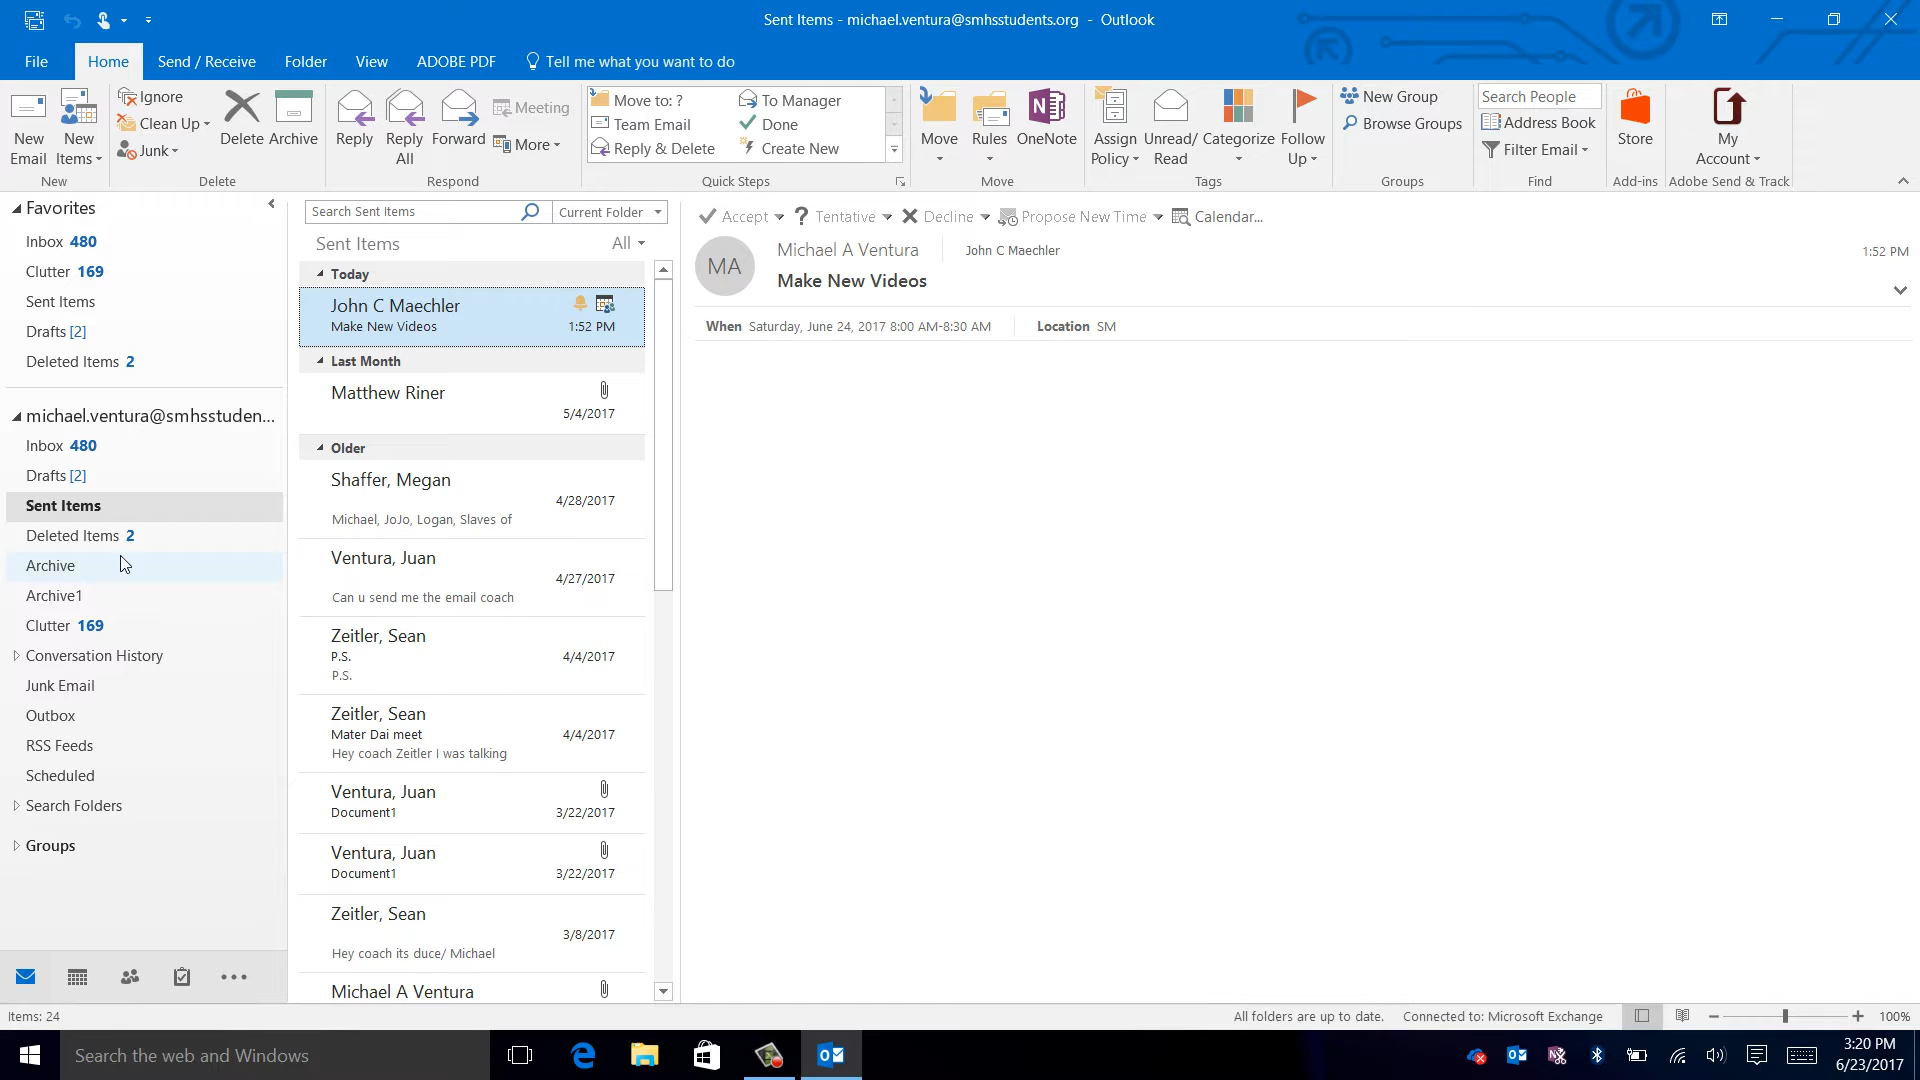 Sent Items - michael.ventura@smhsstudents.org - Outlook
File Home Send / Receive Folder View ADOBE PDF Tell me what you want to do
New Email
New Items
New
Ignore
Clean Up
Junk
Delete
Archive
Delete
Reply
Reply All
Forward
Meeting
More
Respond
Move to: ?
Team Email
Reply & Delete
To Manager
Done
Create New
Quick Steps
Move
Rules
OneNote
Move
Assign Policy
Unread/ Read
Categorize
Follow Up
Tags
New Group
Browse Groups
Groups
Search People
Address Book
Filter Email
Find
Store
Add-ins
My Account
Adobe Send & Track
Favorites
Inbox 480
Clutter 169
Sent Items
Drafts [2]
Deleted Items 2
michael.ventura@smhsstuden...
Inbox 480
Drafts [2]
Sent Items
Deleted Items 2
Archive
Archive1
Clutter 169
Conversation History
Junk Email
Outbox
RSS Feeds
Scheduled
Search Folders
Groups
Search Sent Items
Current Folder
Sent Items
All
Today
John C Maechler
Make New Videos 1:52 PM
Last Month
Matthew Riner
5/4/2017
Older
Shaffer, Megan
4/28/2017
Michael, JoJo, Logan, Slaves of
Ventura, Juan
4/27/2017
Can u send me the email coach
Zeitler, Sean
P.S. 4/4/2017
P.S.
Zeitler, Sean
Mater Dai meet 4/4/2017
Hey coach Zeitler I was talking
Ventura, Juan
Document1 3/22/2017
Ventura, Juan
Document1 3/22/2017
Zeitler, Sean
3/8/2017
Hey coach its duce/ Michael
Michael A Ventura
Accept Tentative Decline Propose New Time Calendar...
MA
Michael A Ventura John C Maechler 1:52 PM
Make New Videos
When Saturday, June 24, 2017 8:00 AM-8:30 AM Location SM
Items: 24
All folders are up to date. Connected to: Microsoft Exchange 100%
Search the web and Windows
3:20 PM
6/23/2017